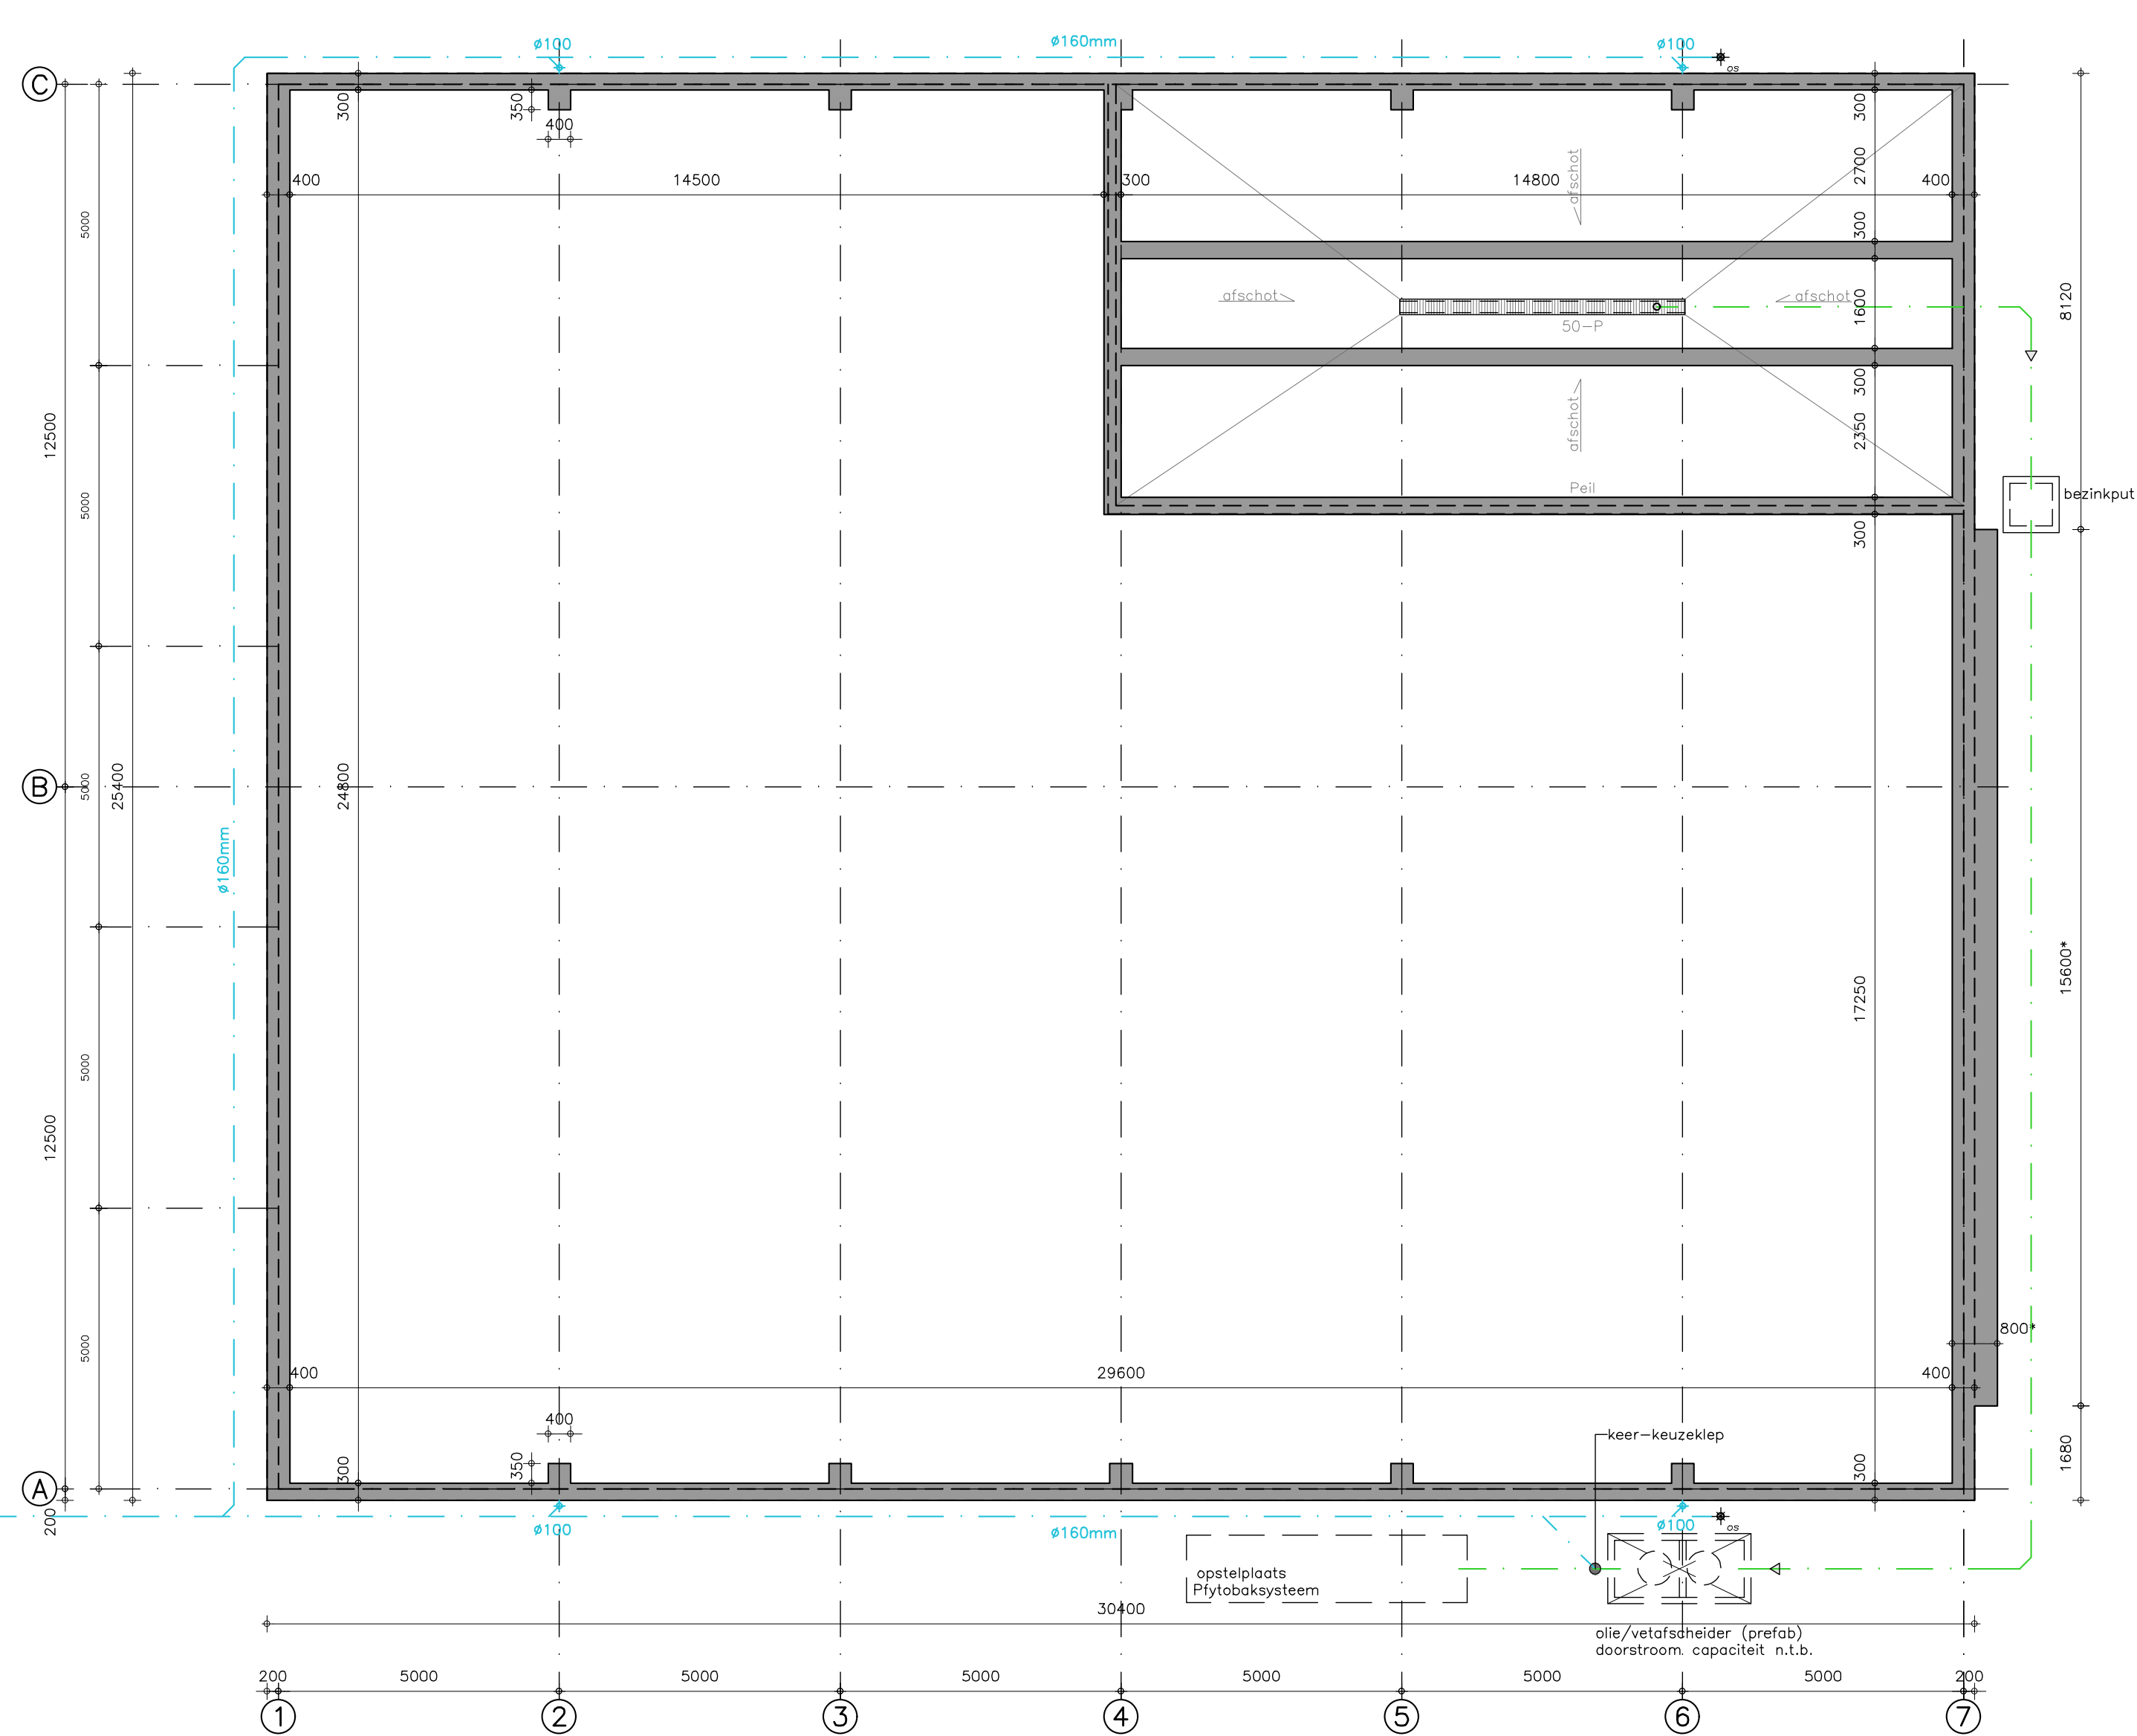 ø100
ø160mm
ø100
os
C
300
350
400
300
5000
400
14500
300
14800
400
afschot
2700
300
afschot
afschot
1600
8120
50-P
12500
300
afschot
2350
5000
Peil
bezinkput
300
B
5000
25400
24800
ø160mm
15600*
17250
5000
12500
5000
800*
400
29600
400
400
keer-keuzeklep
300
350
300
1680
A
200
ø100
ø160mm
ø100
os
opstelplaats
Pfytobaksysteem
30400
olie/vetafscheider (prefab)
doorstroom. capaciteit n.t.b.
200
5000
5000
5000
5000
5000
5000
200
1
2
3
4
5
6
7